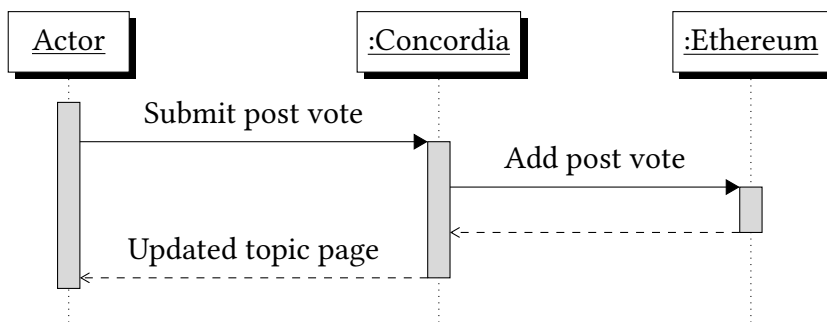 Actor
:Concordia
:Ethereum
Submit post vote
Add post vote
Updated topic page